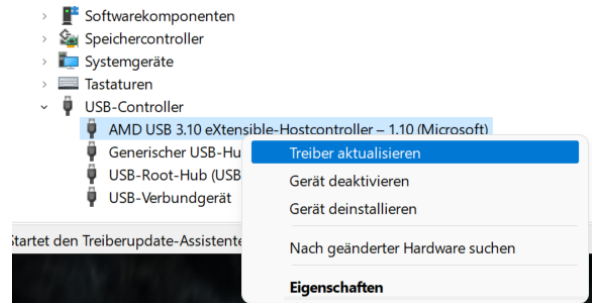 Softwarekomponenten
Speichercontroller
Systemgeräte
Tastaturen
USB-Controller
AMD USB 3.10 eXtensible-Hostcontroller – 1.10 (Microsoft)
Generischer USB-Hu
USB-Root-Hub (USB
USB-Verbundgerät
Startet den Treiberupdate-Assistente
Treiber aktualisieren
Gerät deaktivieren
Gerät deinstallieren
Nach geänderter Hardware suchen
Eigenschaften